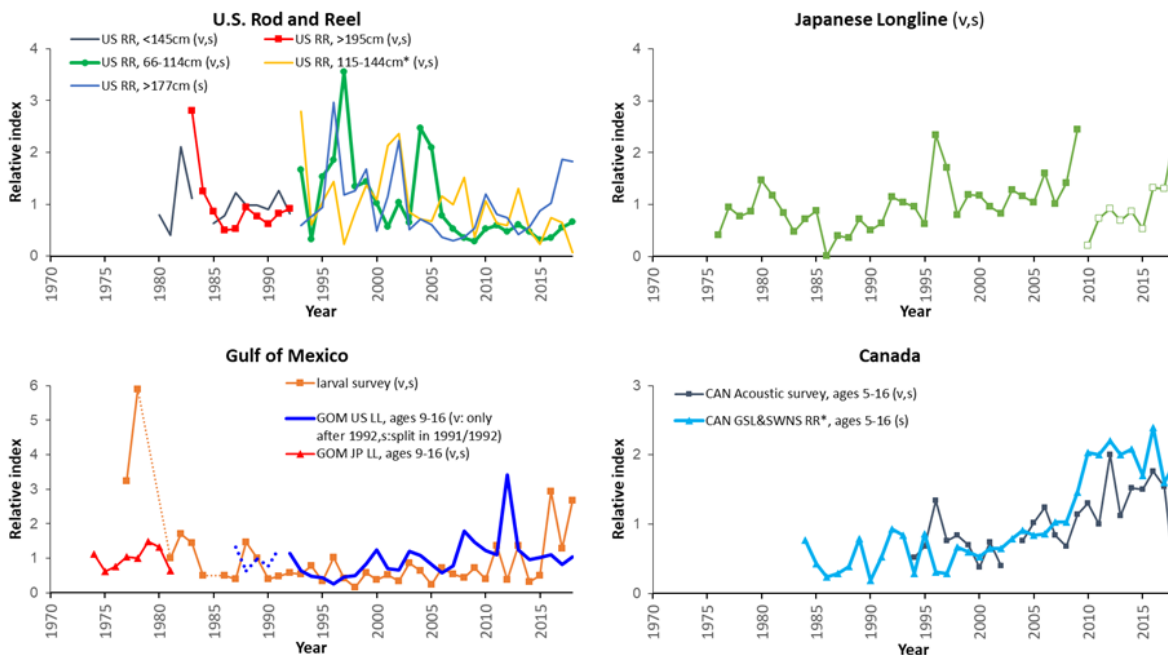 U.S. Rod and Reel
US RR, <145cm (v,s)
US RR, >195cm (v,s)
US RR, 66-114cm (v,s)
US RR, 115-144cm* (v,s)
US RR, >177cm (s)
Relative index
4
3
2
1
0
1970
1975
1980
1985
1990
1995
2000
2005
2010
2015
Year
Japanese Longline (v,s)
Relative index
4
3
2
1
0
1970
1975
1980
1985
1990
1995
2000
2005
2010
2015
Year
Gulf of Mexico
larval survey (v,s)
GOM US LL, ages 9-16 (v: only
after 1992,s:split in 1991/1992)
GOM JP LL, ages 9-16 (v,s)
Relative index
6
5
4
3
2
1
0
1970
1975
1980
1985
1990
1995
2000
2005
2010
2015
Year
Canada
CAN Acoustic survey, ages 5-16 (v,s)
CAN GSL&SWNS RR*, ages 5-16 (s)
Relative index
3
2
1
0
1970
1975
1980
1985
1990
1995
2000
2005
2010
2015
Year